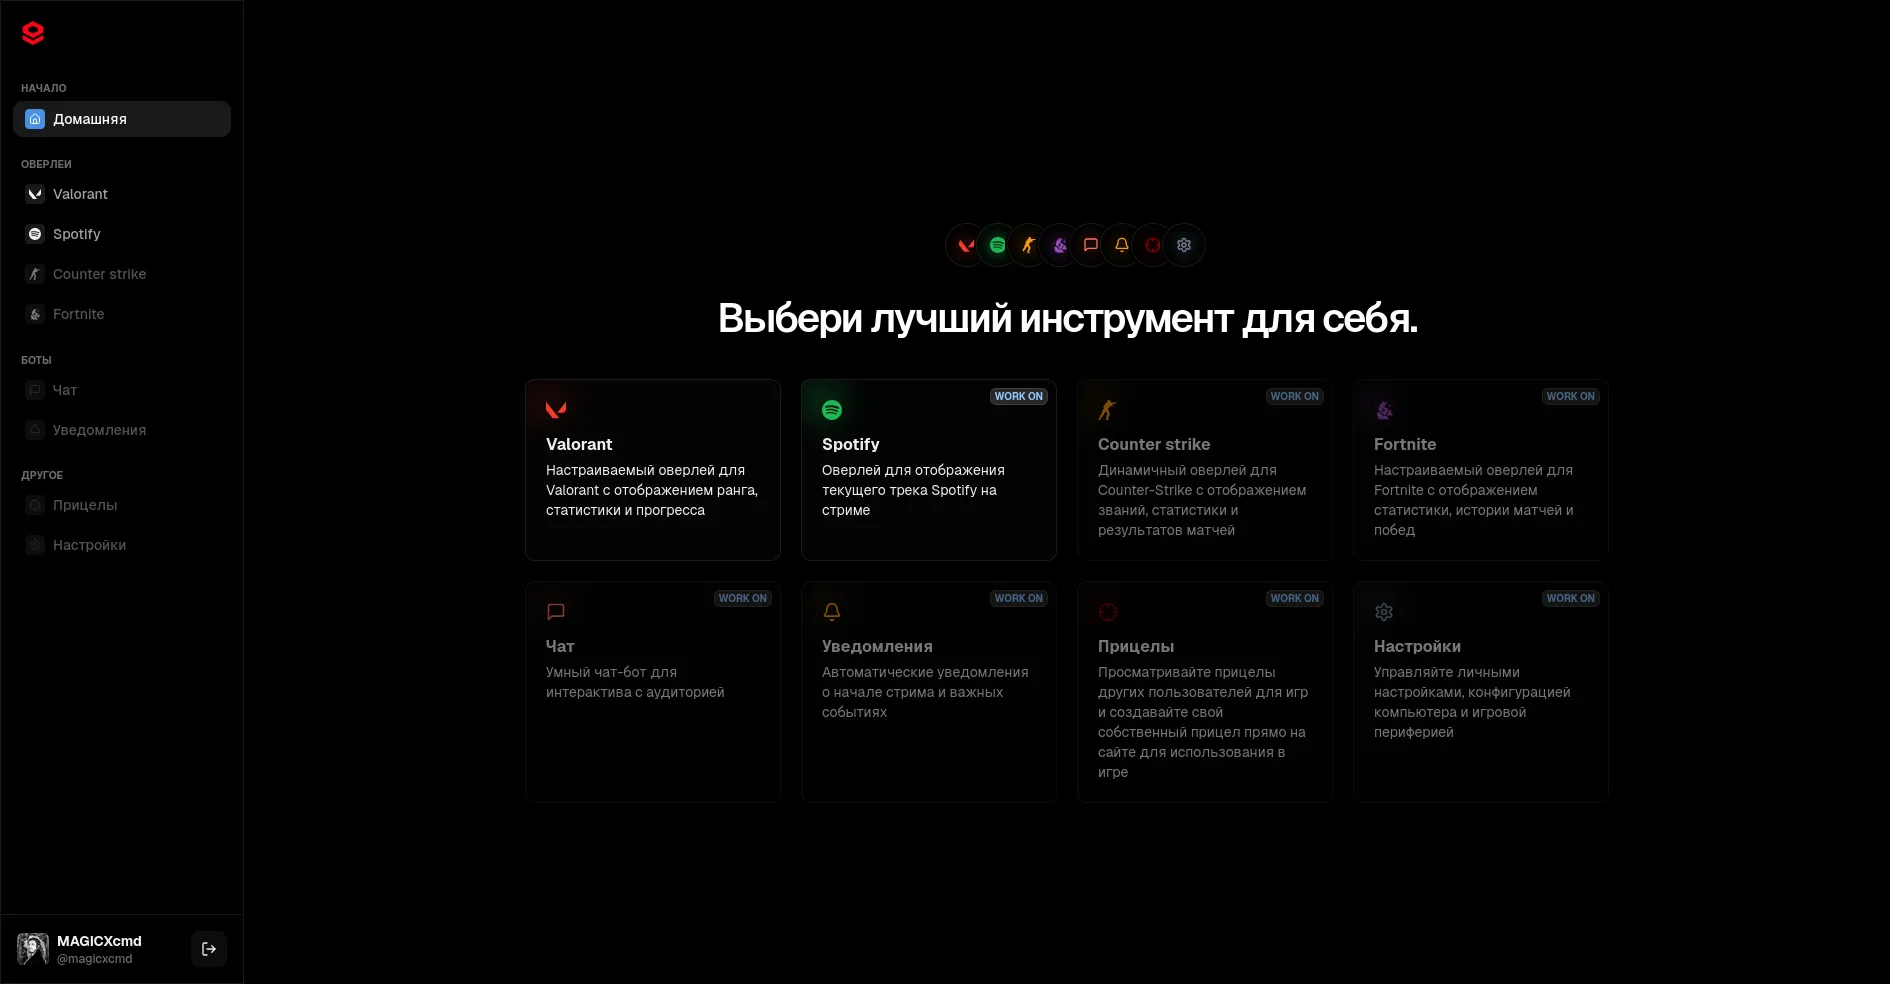 НАЧАЛО
Домашняя
ОВЕРЛЕИ
Valorant
Spotify
Counter strike
Fortnite
БОТЫ
Чат
Уведомления
ДРУГОЕ
Прицелы
Настройки
MAGICXcmd
@magicxcmd
Выбери лучший инструмент для себя.
Valorant
Настраиваемый оверлей для
Valorant с отображением ранга,
статистики и прогресса
WORK ON
Spotify
Оверлей для отображения
текущего трека Spotify на
стриме
WORK ON
Counter strike
Динамичный оверлей для
Counter-Strike с отображением
званий, статистики и
результатов матчей
WORK ON
Fortnite
Настраиваемый оверлей для
Fortnite с отображением
статистики, истории матчей и
побед
WORK ON
Чат
Умный чат-бот для
интерактива с аудиторией
WORK ON
Уведомления
Автоматические уведомления
о начале стрима и важных
событиях
WORK ON
Прицелы
Просматривайте прицелы
других пользователей для игр
и создавайте свой
собственный прицел прямо на
сайте для использования в
игре
WORK ON
Настройки
Управляйте личными
настройками, конфигурацией
компьютера и игровой
периферией